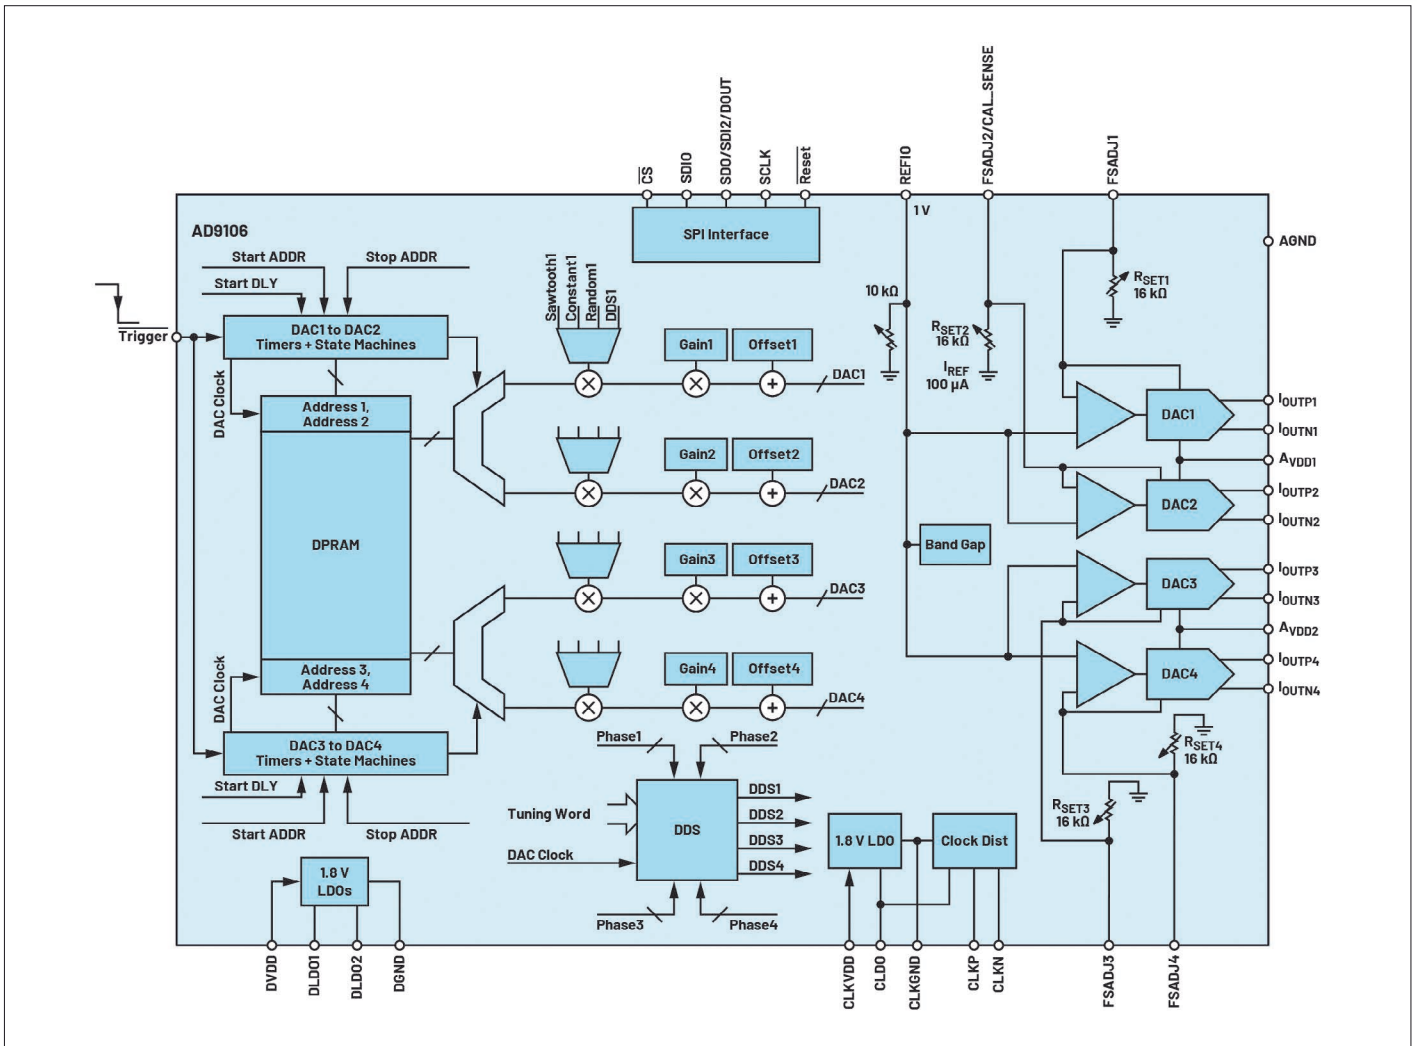 CS
SDIO
SDO/SDI2/DOUT
SCLK
Reset
REFIO
FSADJ2/CAL_SENSE
FSADJ1
AD9106
SPI Interface
1 V
AGND
Start ADDR
Stop ADDR
Start DLY
Trigger
DAC1 to DAC2
Timers + State Machines
DAC Clock
Address 1,
Address 2
DPRAM
Address 3,
Address 4
DAC Clock
DAC3 to DAC4
Timers + State Machines
Start DLY
Start ADDR
Stop ADDR
Sawtooth1
Constant1
Random1
DDS1
Gain1
Offset1
DAC1
Gain2
Offset2
DAC2
Gain3
Offset3
DAC3
Gain4
Offset4
DAC4
10 kΩ
RSET2
16 kΩ
IREF
100 µA
RSET1
16 kΩ
Band Gap
DAC1
DAC2
DAC3
DAC4
IOUTP1
IOUTN1
AVDD1
IOUTP2
IOUTN2
IOUTP3
IOUTN3
AVDD2
IOUTP4
IOUTN4
RSET4
16 kΩ
RSET3
16 kΩ
Phase1
Phase2
Tuning Word
DAC Clock
DDS
DDS1
DDS2
DDS3
DDS4
Phase3
Phase4
1.8 V LDO
Clock Dist
1.8 V
LDOs
DVDD
DLDO1
DLDO2
DGND
CLKVDD
CLDO
CLKGND
CLKP
CLKN
FSADJ3
FSADJ4